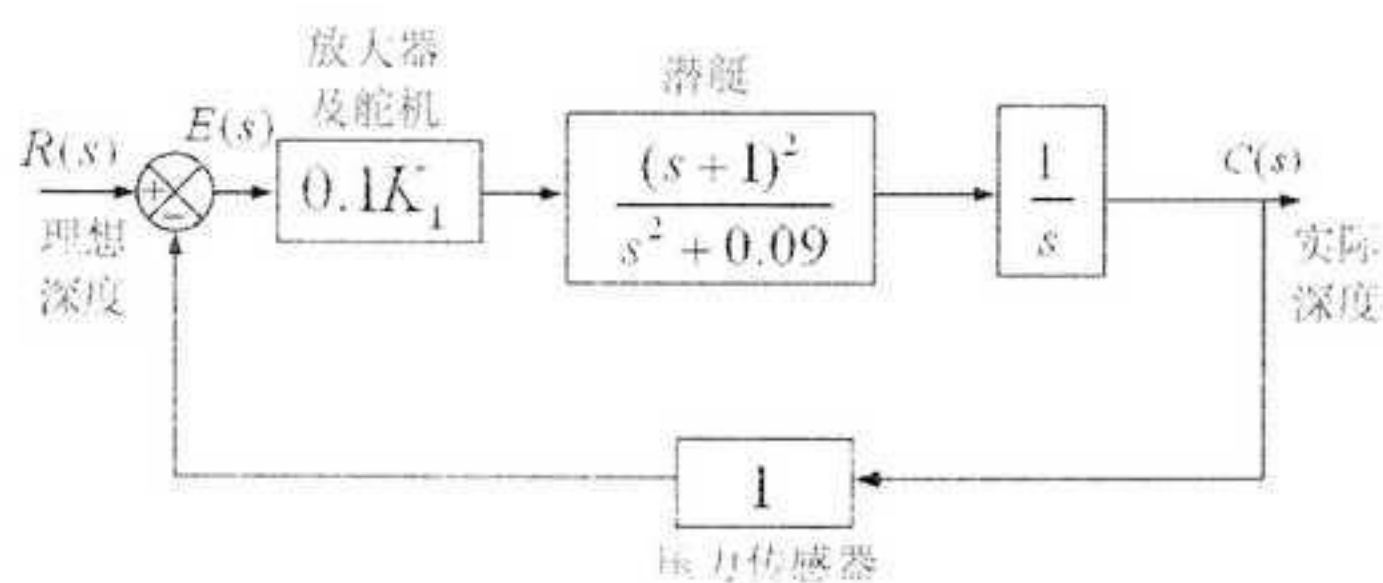 放大器
及舵机
潜艇
R(s)
E(s)
0.1K₁
(s+1)²
s²+0.09
1
s
C(s)
+
−
理想
深度
实际
深度
1
力传感器